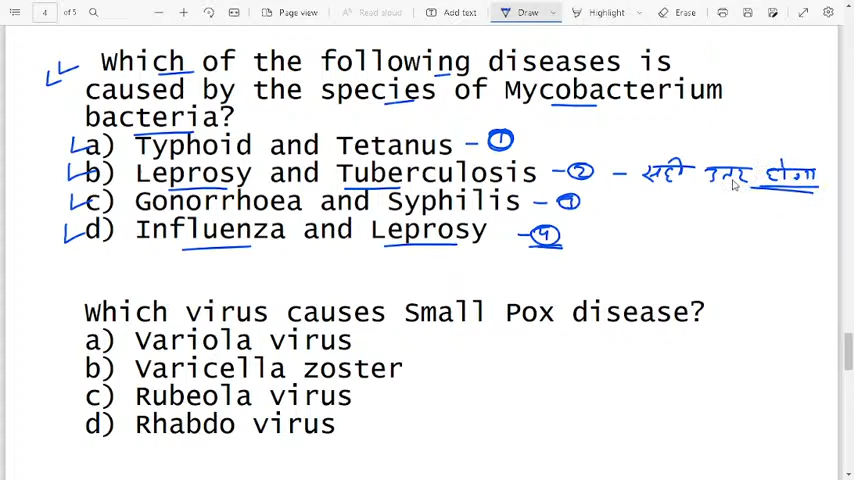 4 of 5 Page view Read aloud Add text Draw Highlight Erase
Which of the following diseases is
caused by the species of Mycobacterium
bacteria?
a) Typhoid and Tetanus - 1
b) Leprosy and Tuberculosis - 2 - सही उत्तर होगा
c) Gonorrhoea and Syphilis -
d) Influenza and Leprosy - 4
Which virus causes Small Pox disease?
a) Variola virus
b) Varicella zoster
c) Rubeola virus
d) Rhabdo virus